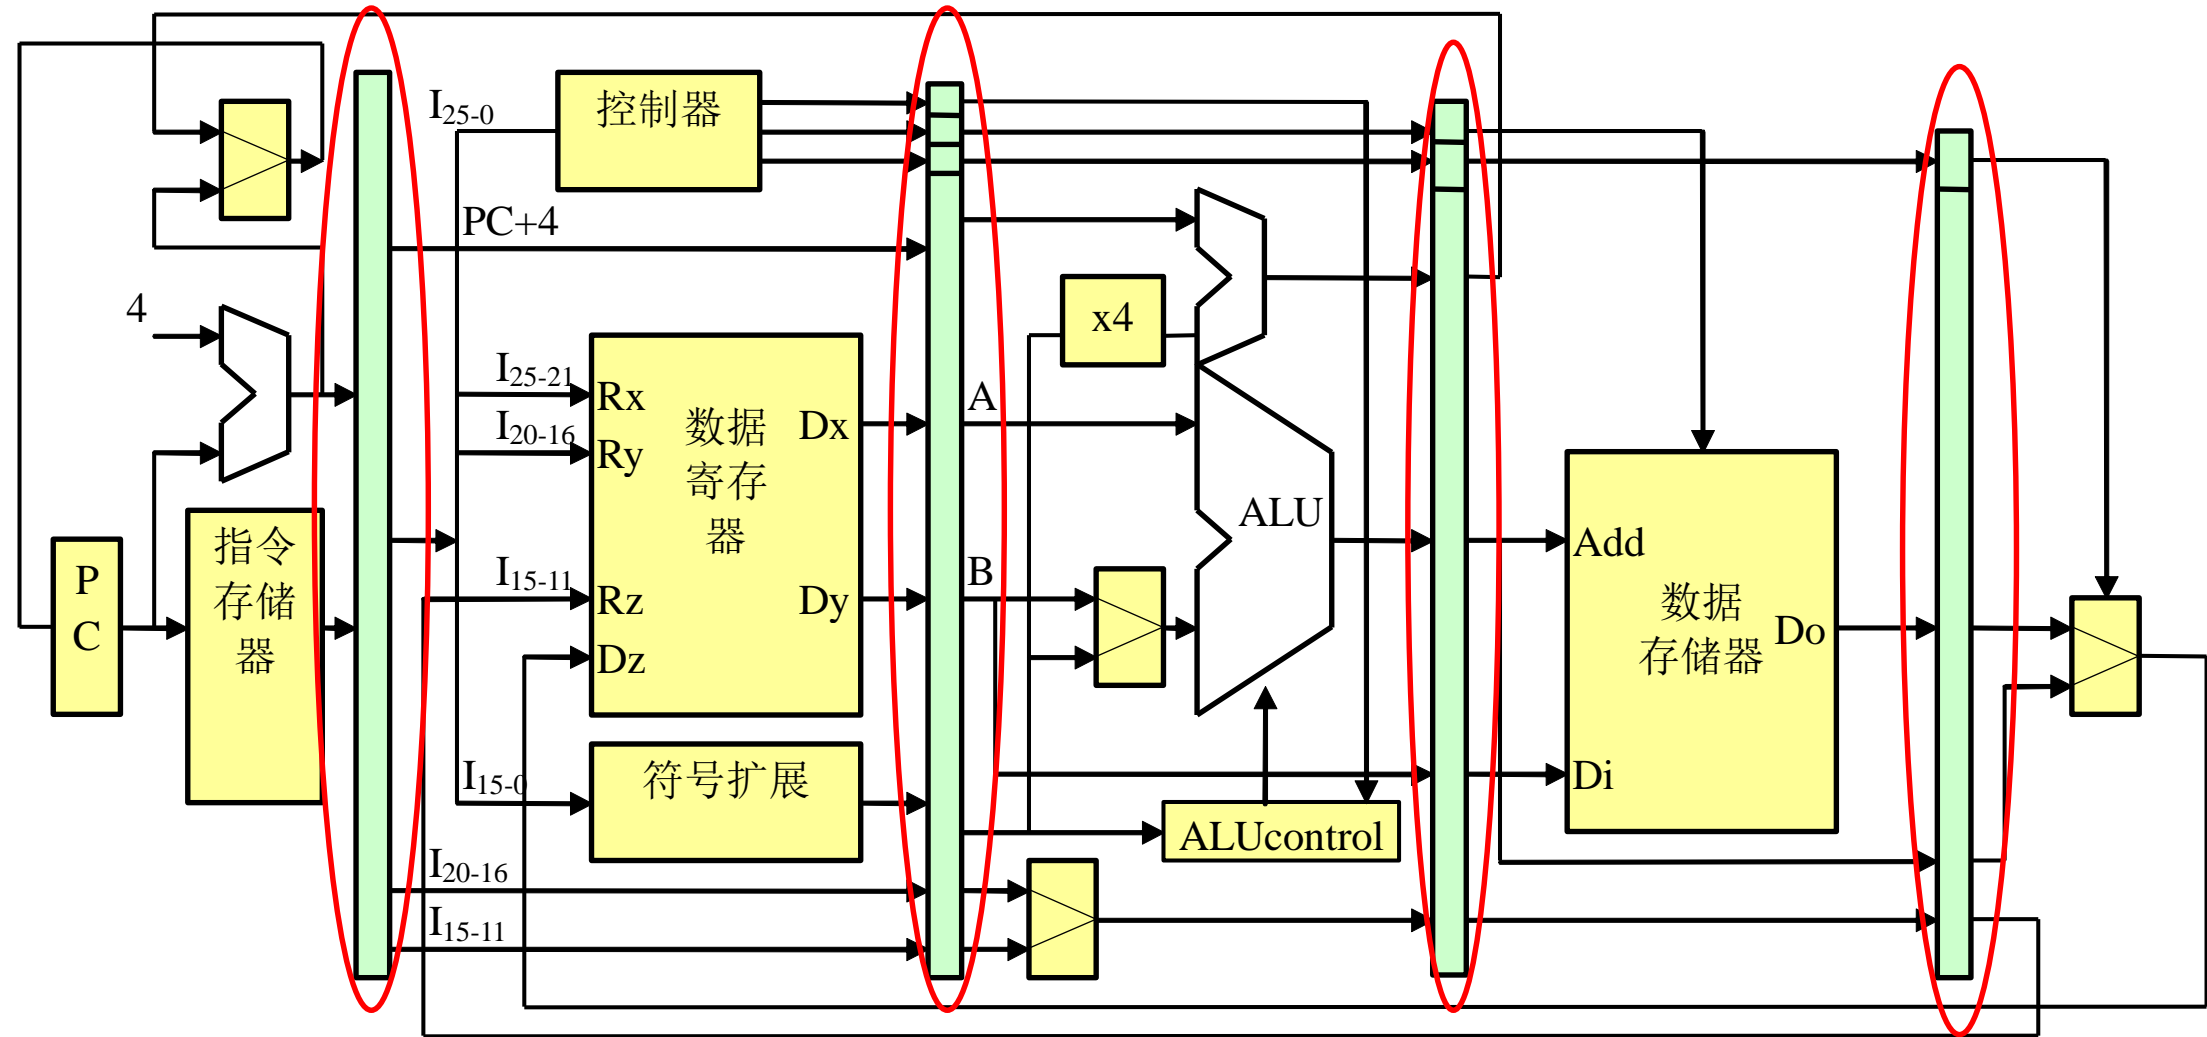 I25-0
控制器
PC+4
4
x4
I25-21
Rx
数据
寄存
器
Dx
A
I20-16
Ry
指令
存储
器
P
C
I15-11
Rz
Dy
B
ALU
Add
数据
存储器
Do
Dz
I15-0
符号扩展
Di
ALUcontrol
I20-16
I15-11